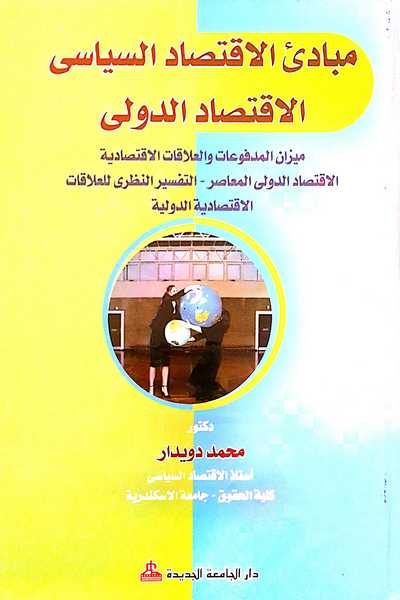 مبادئ الاقتصاد السياسى
الاقتصاد الدولى
ميزان المدفوعات والعلاقات الاقتصادية
الاقتصاد الدولى المعاصر - التفسير النظرى للعلاقات
الاقتصادية الدولية
دكتور
محمد دويدار
أستاذ الاقتصاد السياسى
كلية الحقوق - جامعة الاسكندرية
دار الجامعة الجديدة